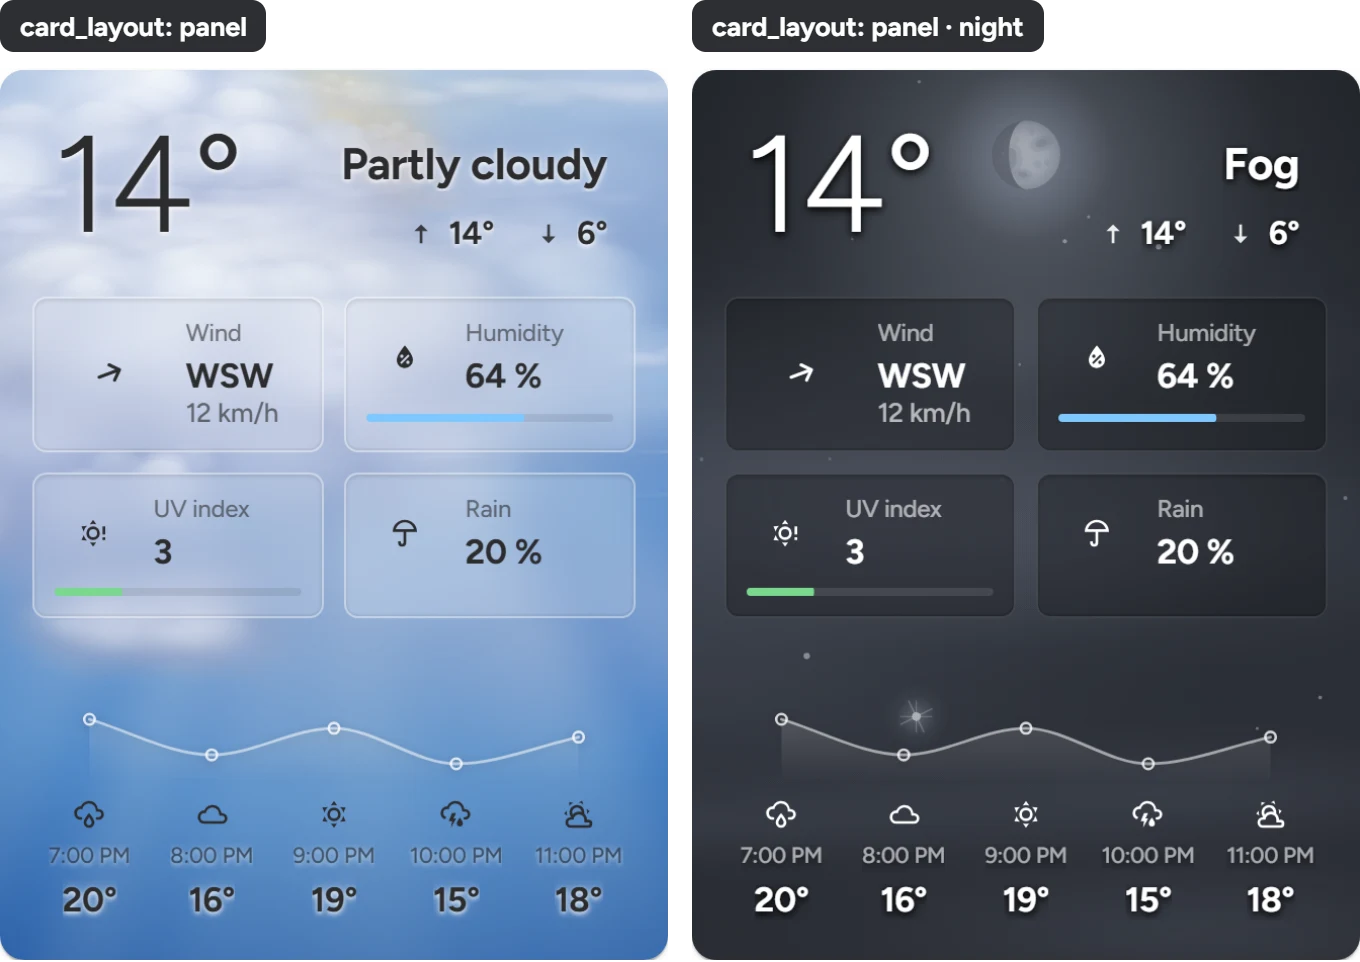 card_layout: panel
14°
Partly cloudy
↑ 14° ↓ 6°
Wind
WSW
12 km/h
Humidity
64 %
UV index
3
Rain
20 %
7:00 PM 8:00 PM 9:00 PM 10:00 PM 11:00 PM
20° 16° 19° 15° 18°
card_layout: panel · night
14°
Fog
↑ 14° ↓ 6°
Wind
WSW
12 km/h
Humidity
64 %
UV index
3
Rain
20 %
7:00 PM 8:00 PM 9:00 PM 10:00 PM 11:00 PM
20° 16° 19° 15° 18°